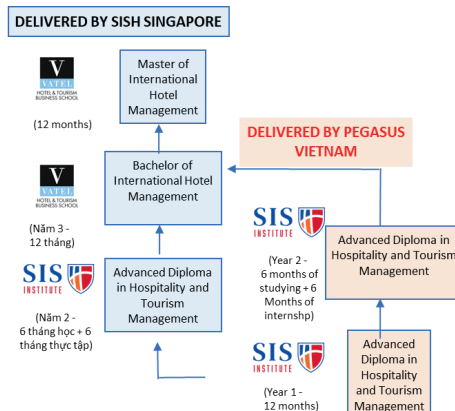 DELIVERED BY SISH SINGAPORE
V
VATEL
HOTEL & TOURISM
BUSINESS SCHOOL
(12 months)
Master of
International
Hotel
Management
DELIVERED BY PEGASUS
VIETNAM
V
VATEL
HOTEL & TOURISM
BUSINESS SCHOOL
(Năm 3 -
12 tháng)
Bachelor of
International Hotel
Management
SIS
INSTITUTE
(Năm 2 -
6 tháng học + 6
tháng thực tập)
Advanced Diploma
in Hospitality and
Tourism
Management
SIS
INSTITUTE
(Year 2 -
6 months of
studying + 6
Months of
internshp)
Advanced Diploma in
Hospitality and Tourism
Management
SIS
INSTITUTE
(Year 1 -
12 months)
Advanced
Diploma in
Hospitality
and Tourism
Management